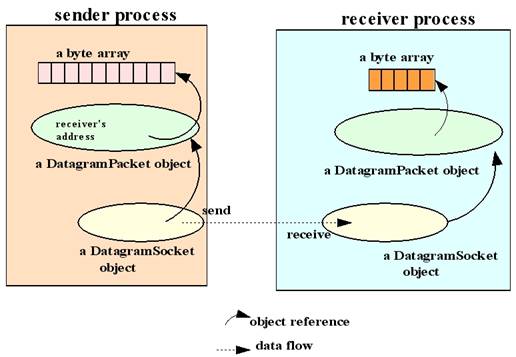 sender process
a byte array
receiver's
address
a DatagramPacket object
send
a DatagramSocket
object
receiver process
a byte array
a DatagramPacket object
receive
a DatagramSocket
object
object reference
data flow